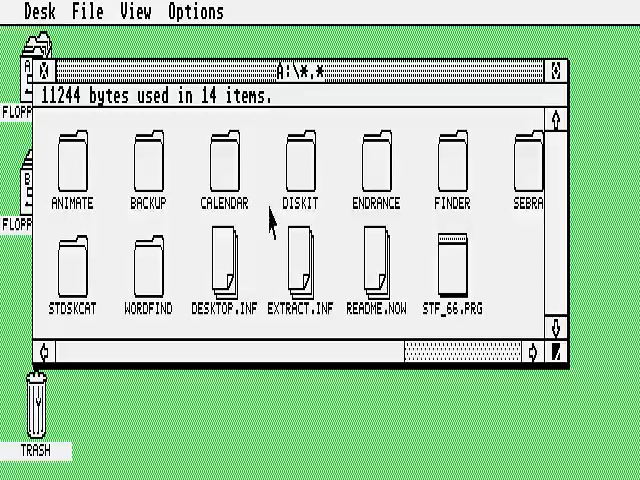 Desk File View Options
A:\*.*
11244 bytes used in 14 items.
A
FLOPP
ANIMATE BACKUP CALENDAR DISKIT ENDRANCE FINDER SEBRA
B
FLOPP
STDSKCAT WORDFIND DESKTOP.INF EXTRACT.INF README.NOW STF_66.PRG
TRASH